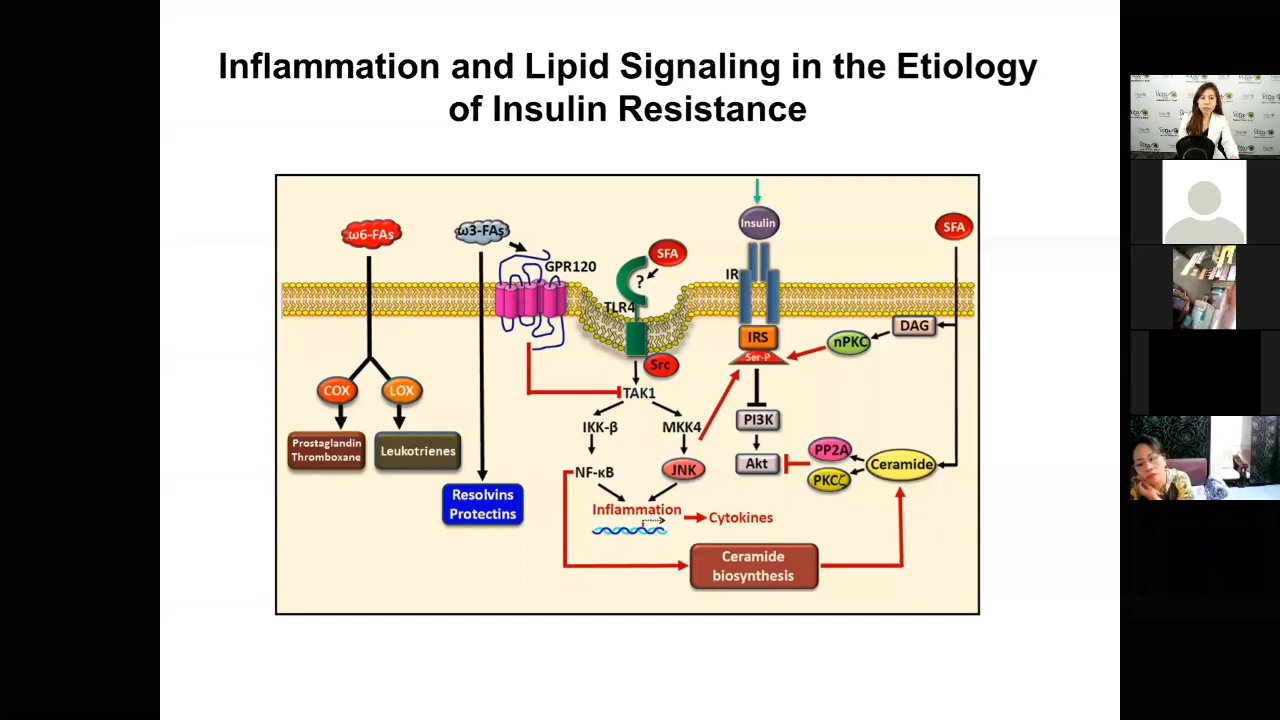 Inflammation and Lipid Signaling in the Etiology
of Insulin Resistance
ω6-FAs
ω3-FAs
GPR120
SFA
?
TLR4
Src
Insulin
IR
IRS
Ser-P
SFA
DAG
nPKC
COX
LOX
Prostaglandin
Thromboxane
Leukotrienes
Resolvins
Protectins
TAK1
IKK-β
MKK4
NF-κB
JNK
Inflammation
Cytokines
PI3K
Akt
PP2A
PKCζ
Ceramide
Ceramide
biosynthesis